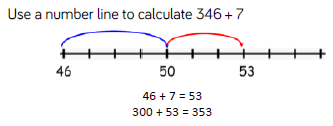 Use a number line to calculate 346 + 7
46 50 53
46 + 7 = 53
300 + 53 = 353